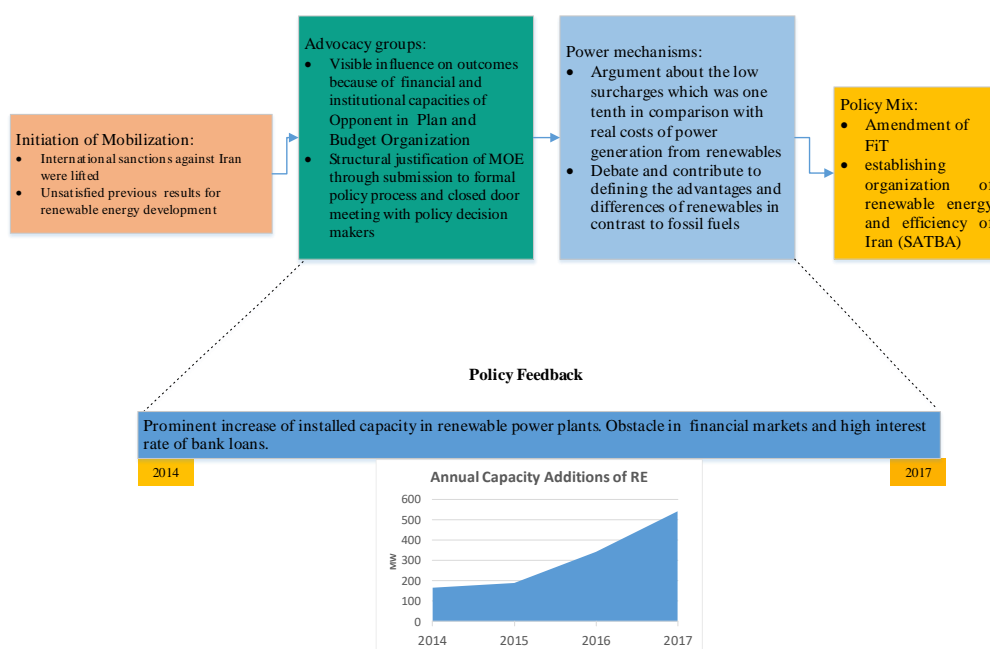 Initiation of Mobilization:
• International sanctions against Iran
were lifted
• Unsatisfied previous results for
renewable energy development
Advocacy groups:
• Visible influence on outcomes
because of financial and
institutional capacities of
Opponent in Plan and
Budget Organization
• Structural justification of MOE
through submission to formal
policy process and closed door
meeting with policy decision
makers
Power mechanisms:
• Argument about the low
surcharges which was one
tenth in comparison with
real costs of power
generation from renewables
• Debate and contribute to
defining the advantages and
differences of renewables in
contrast to fossil fuels
Policy Mix:
• Amendment of
FiT
• establishing
organization of
renewable energy
and efficiency of
Iran (SATBA)
Policy Feedback
Prominent increase of installed capacity in renewable power plants. Obstacle in financial markets and high interest
rate of bank loans.
2014
2017
Annual Capacity Additions of RE
MW
600
500
400
300
200
100
0
2014 2015 2016 2017